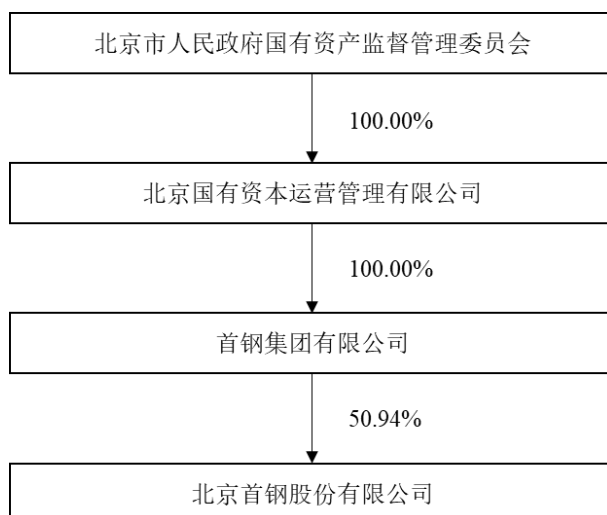 北京市人民政府国有资产监督管理委员会
100.00%
北京国有资本运营管理有限公司
100.00%
首钢集团有限公司
50.94%
北京首钢股份有限公司